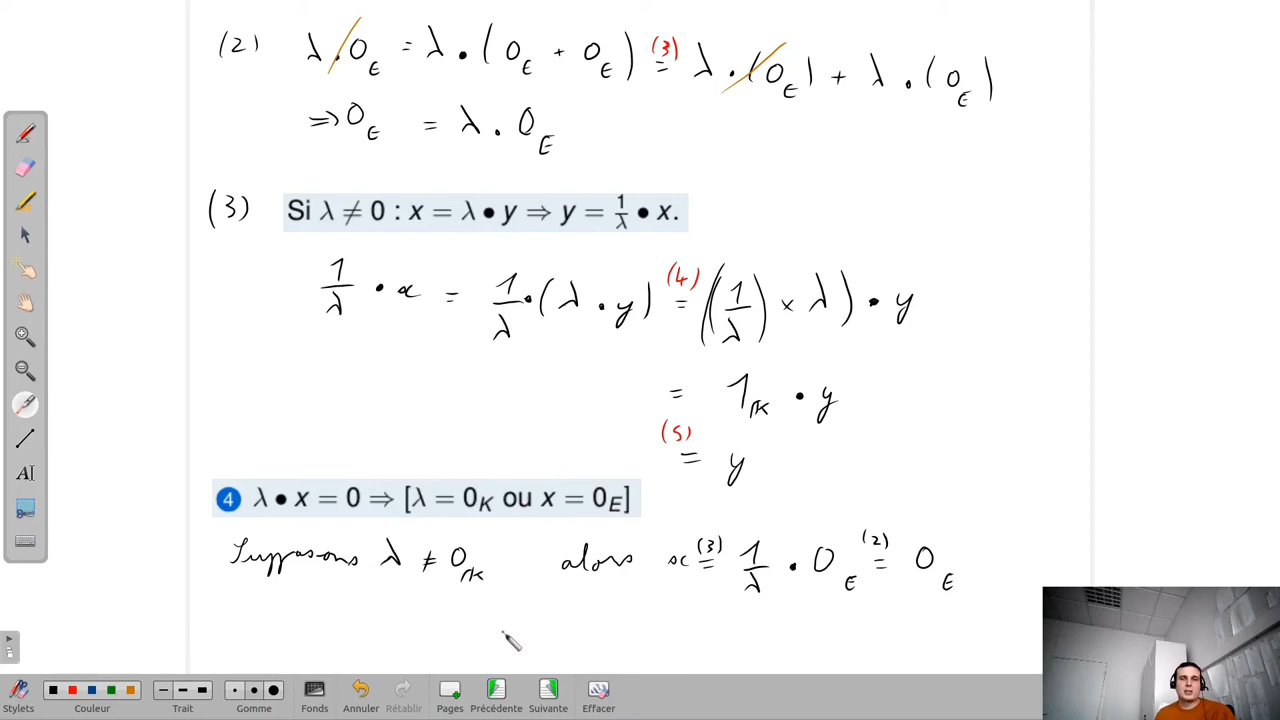 (2) λ • 0_E = λ • (0_E + 0_E) (3)= λ • (0_E) + λ • (0_E)
⇒ 0_E = λ . 0_E
(3) Si λ ≠ 0 : x = λ • y ⇒ y = 1/λ • x.
1/λ • x = 1/λ • (λ • y) (4)= ((1/λ) × λ) • y
= 1_K • y
(5)= y
4 λ • x = 0 ⇒ [λ = 0_K ou x = 0_E]
Supposons λ ≠ 0_K alors x (3)= 1/λ • 0_E (2)= 0_E
Stylets Couleur Trait Gomme Fonds Annuler Rétablir Pages Précédente Suivante Effacer